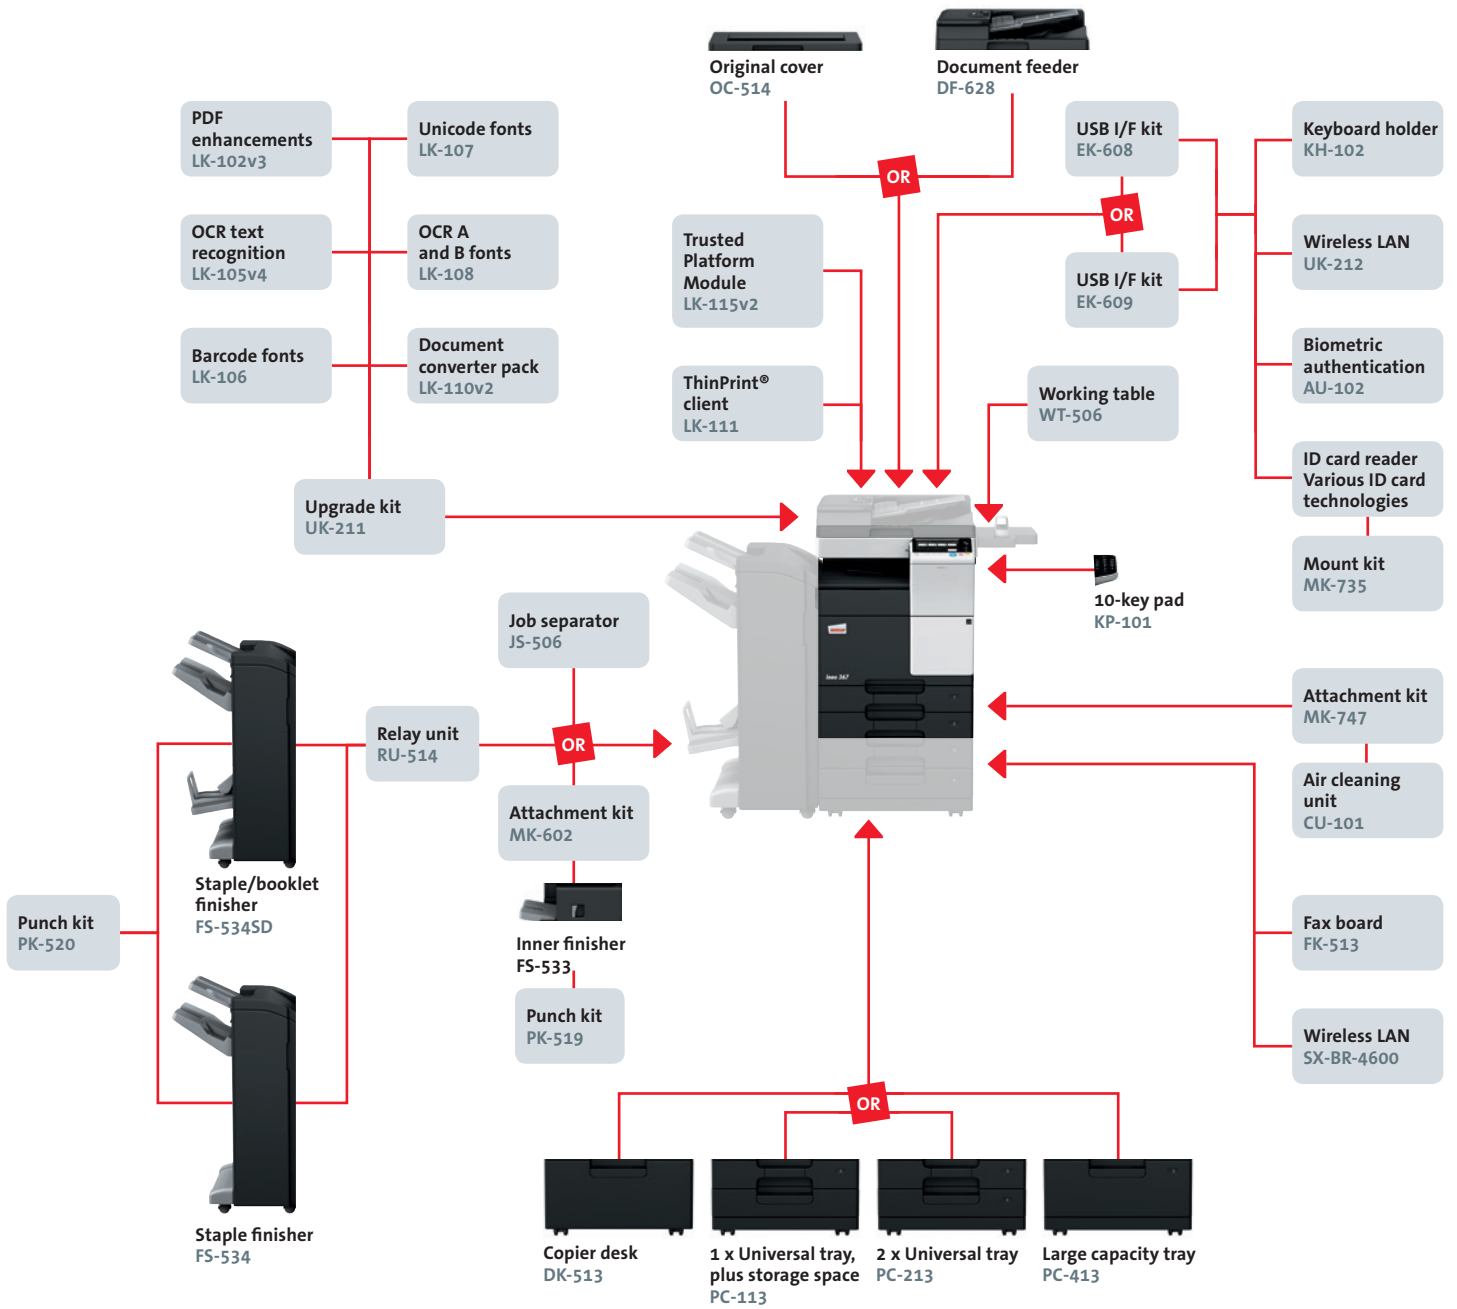 Original cover
OC-514
Document feeder
DF-628
PDF
enhancements
LK-102v3
Unicode fonts
LK-107
USB I/F kit
EK-608
Keyboard holder
KH-102
OR
OR
OCR text
recognition
LK-105v4
OCR A
and B fonts
LK-108
Trusted
Platform
Module
LK-115v2
Wireless LAN
UK-212
USB I/F kit
EK-609
Barcode fonts
LK-106
Document
converter pack
LK-110v2
Biometric
authentication
AU-102
ThinPrint®
client
LK-111
Working table
WT-506
ID card reader
Various ID card
technologies
Upgrade kit
UK-211
Mount kit
MK-735
10-key pad
KP-101
Job separator
JS-506
ineo 367
Attachment kit
MK-747
Relay unit
RU-514
OR
Air cleaning
unit
CU-101
Attachment kit
MK-602
Staple/booklet
finisher
FS-534SD
Punch kit
PK-520
Inner finisher
FS-533
Fax board
FK-513
Punch kit
PK-519
Wireless LAN
SX-BR-4600
OR
Staple finisher
FS-534
Copier desk
DK-513
1 x Universal tray,
plus storage space
PC-113
2 x Universal tray
PC-213
Large capacity tray
PC-413